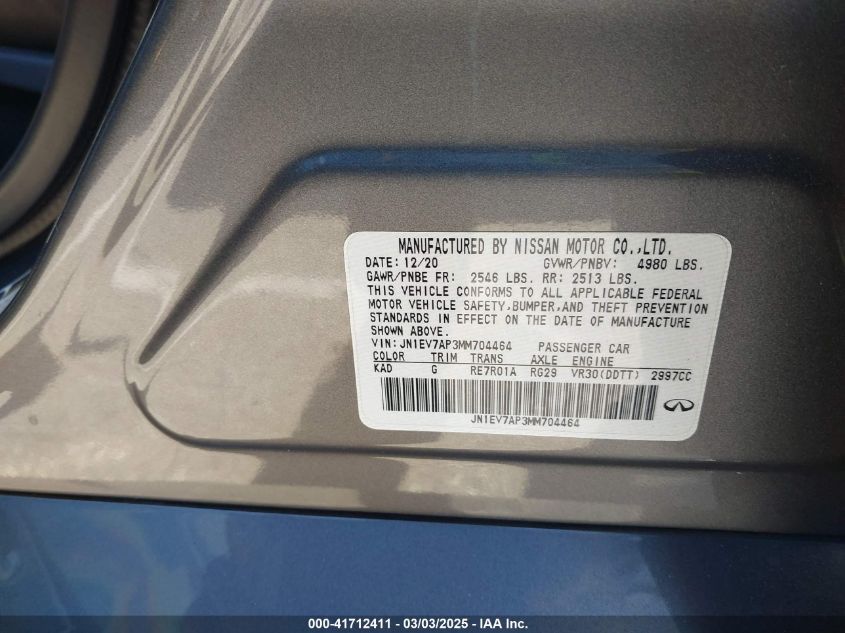 MANUFACTURED BY NISSAN MOTOR CO.,LTD.
DATE: 12/20 GVWR/PNBV: 4980 LBS.
GAWR/PNBE FR: 2546 LBS. RR: 2513 LBS.
THIS VEHICLE CONFORMS TO ALL APPLICABLE FEDERAL
MOTOR VEHICLE SAFETY,BUMPER,AND THEFT PREVENTION
STANDARDS IN EFFECT ON THE DATE OF MANUFACTURE
SHOWN ABOVE.
VIN: JN1EV7AP3MM704464 PASSENGER CAR
COLOR TRIM TRANS AXLE ENGINE
KAD G RE7R01A RG29 VR30(DDTT) 2997CC
JN1EV7AP3MM704464
000-41712411 - 03/03/2025 - IAA Inc.